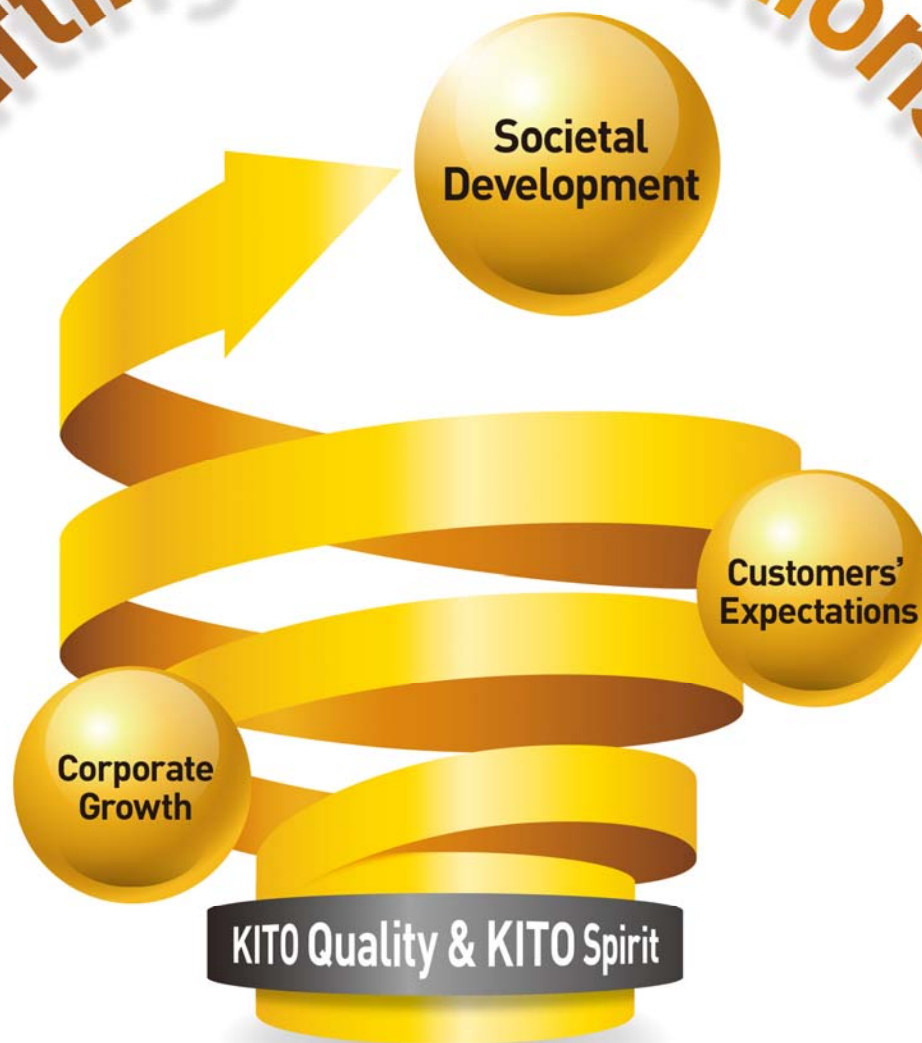 Societal
Development
Customers'
Expectations
Corporate
Growth
KITO Quality & KITO Spirit